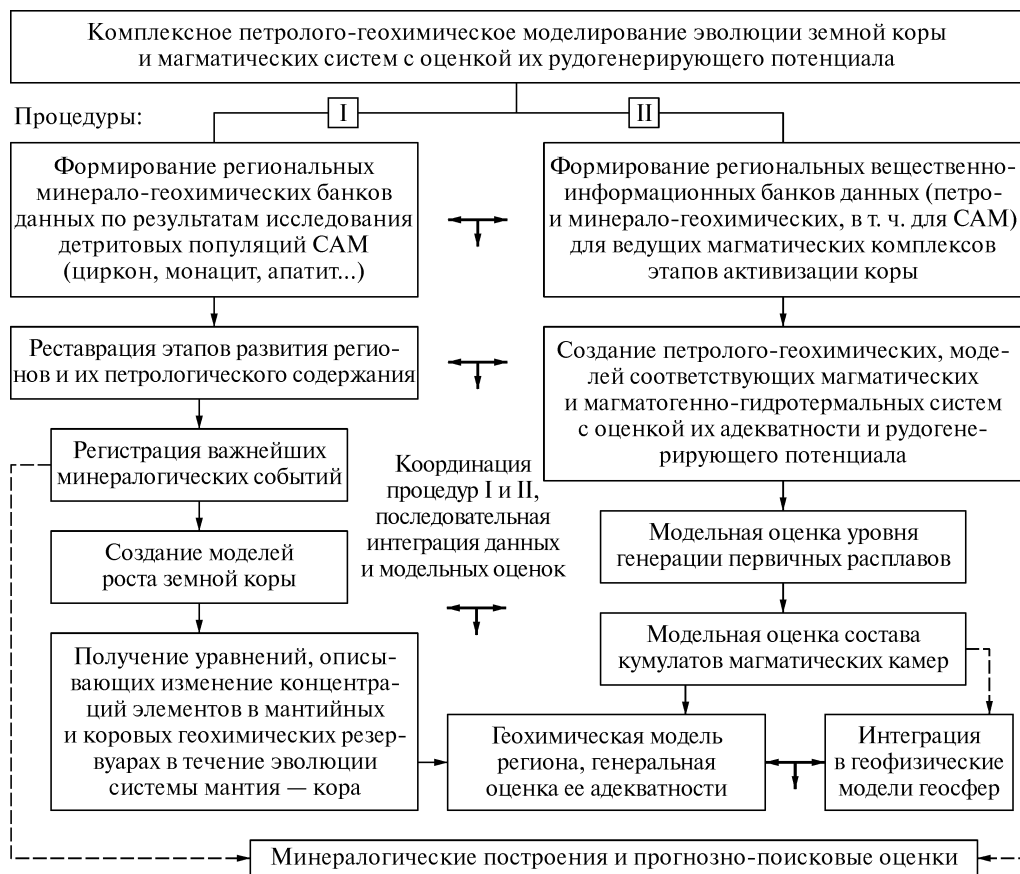 Комплексное петролого-геохимическое моделирование эволюции земной коры
и магматических систем с оценкой их рудогенерирующего потенциала
Процедуры:
I
II
Формирование региональных
минерало-геохимических банков
данных по результатам исследования
детритовых популяций САМ
(циркон, монацит, апатит...)
Формирование региональных вещественно-
информационных банков данных (петро-
и минерало-геохимических, в т. ч. для САМ)
для ведущих магматических комплексов
этапов активизации коры
Реставрация этапов развития регио-
нов и их петрологического содержания
Создание петролого-геохимических, моде-
лей соответствующих магматических
и магматогенно-гидротермальных систем
с оценкой их адекватности и рудогене-
рирующего потенциала
Регистрация важнейших
минералогических событий
Координация
процедур I и II,
последовательная
интеграция данных
и модельных оценок
Модельная оценка уровня
генерации первичных расплавов
Создание моделей
роста земной коры
Модельная оценка состава
кумулатов магматических камер
Получение уравнений, описы-
вающих изменение концентра-
ций элементов в мантийных
и коровых геохимических резер-
вуарах в течение эволюции
системы мантия — кора
Геохимическая модель
региона, генеральная
оценка ее адекватности
Интеграция
в геофизические
модели геосфер
Минералогические построения и прогнозно-поисковые оценки